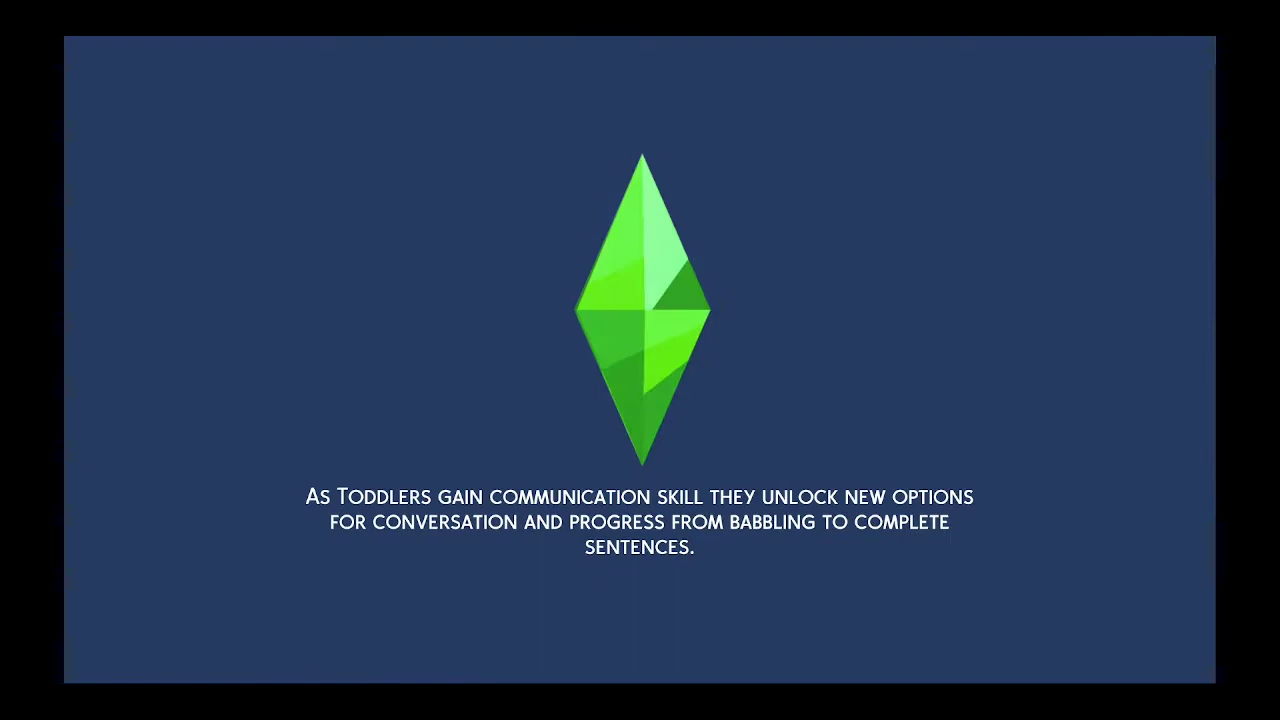 As Toddlers gain communication skill they unlock new options
for conversation and progress from babbling to complete
sentences.